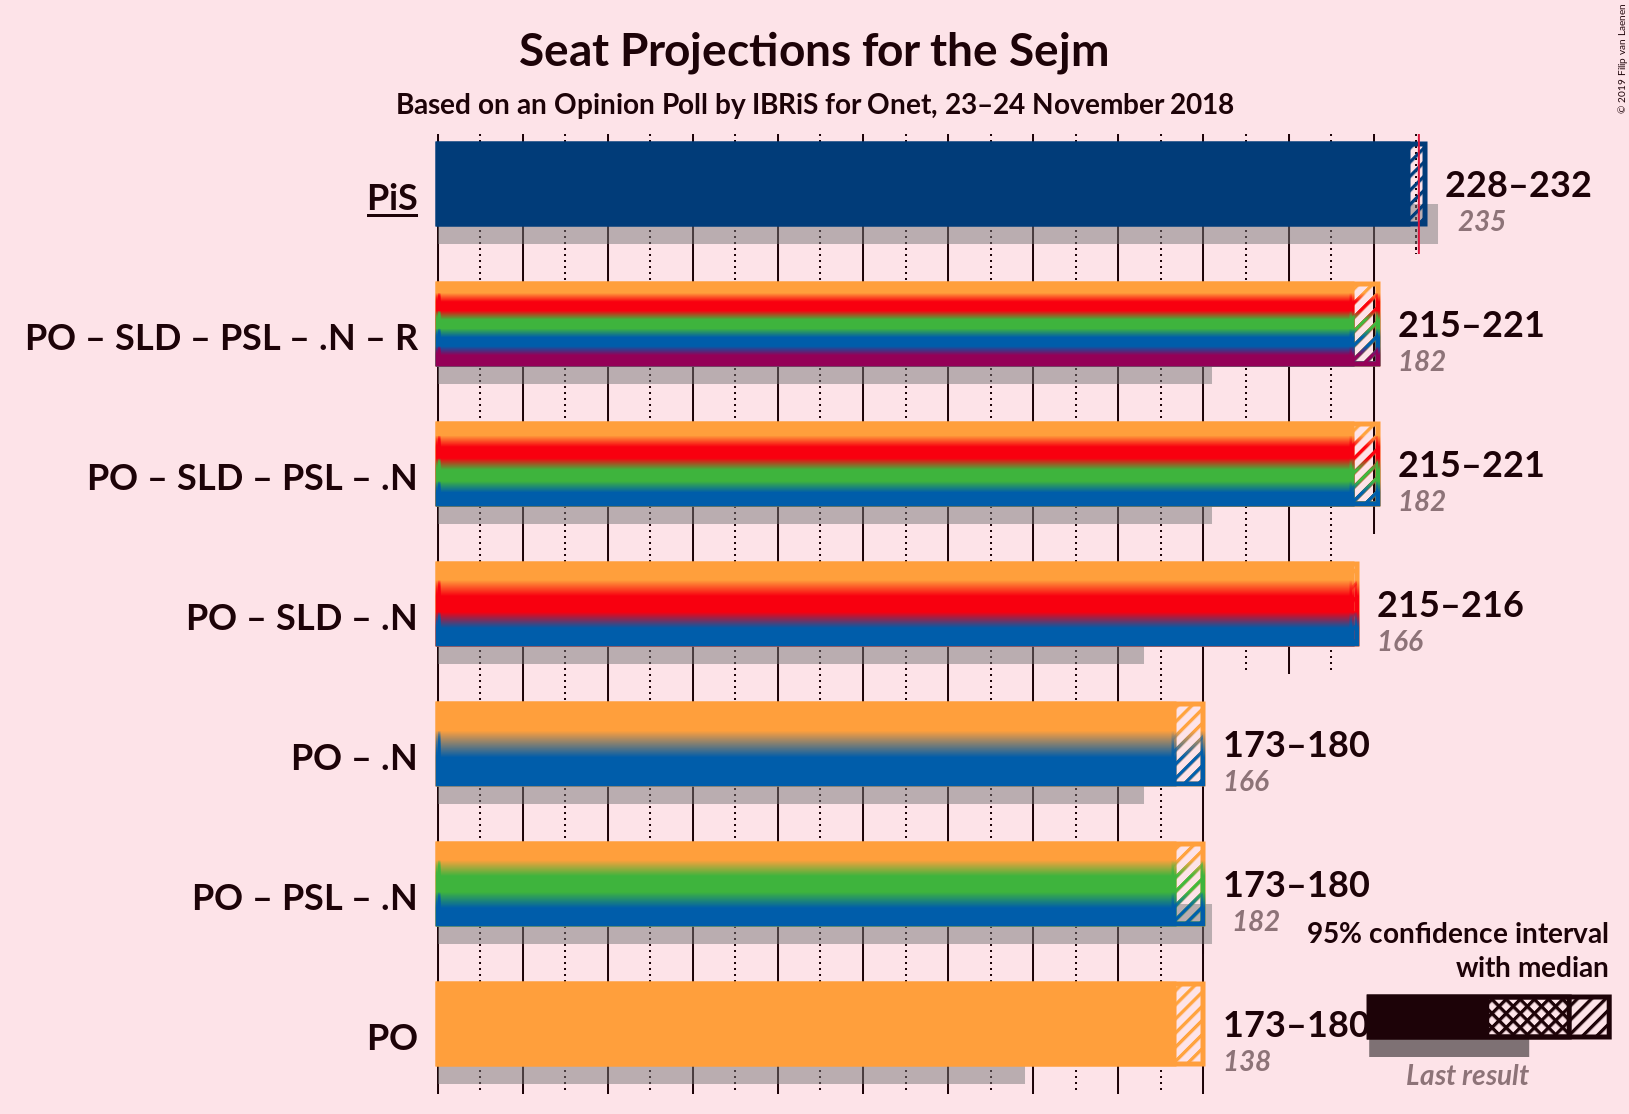 Seat Projections for the Sejm
Based on an Opinion Poll by IBRiS for Onet, 23–24 November 2018
© 2019 Filip van Laenen
PiS
228–232
235
PO – SLD – PSL – .N – R
215–221
182
PO – SLD – PSL – .N
215–221
182
PO – SLD – .N
215–216
166
PO – .N
173–180
166
PO – PSL – .N
173–180
182
PO
173–180
138
95% confidence interval
with median
Last result